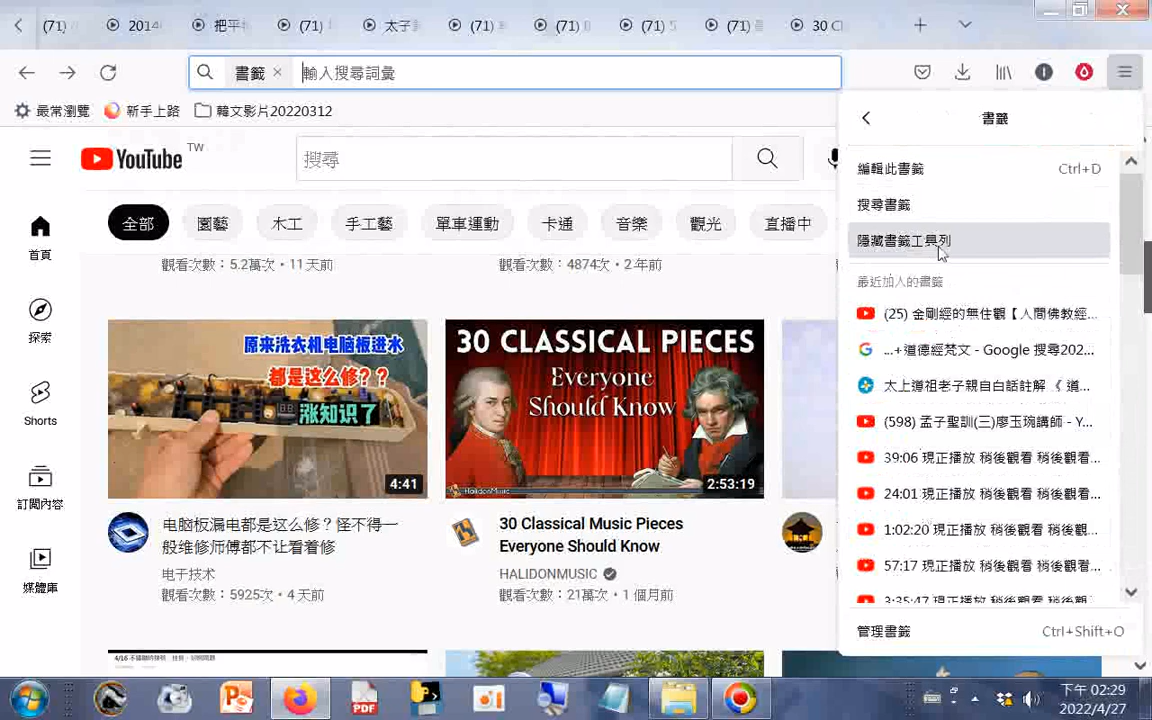 (71)
2014
把平
(71)
太子
(71)
(71)
(71) 5
(71)
30 Cl
書籤
輸入搜尋詞彙
最常瀏覽
新手上路
韓文影片20220312
書籤
編輯此書籤 Ctrl+D
搜尋書籤
隱藏書籤工具列
最近加入的書籤
(25) 金剛經的無住觀【人間佛教經...
...+道德經梵文 - Google 搜尋202...
太上道祖老子親自白話註解 《 道...
(598) 孟子聖訓(三)廖玉琬講師 - Y...
39:06 現正播放 稍後觀看 稍後觀看...
24:01 現正播放 稍後觀看 稍後觀看...
1:02:20 現正播放 稍後觀看 稍後觀...
57:17 現正播放 稍後觀看 稍後觀看...
3:35:47 現正播放 稍後觀看 稍後觀...
管理書籤 Ctrl+Shift+O
YouTube TW
搜尋
全部
園藝
木工
手工藝
單車運動
卡通
音樂
觀光
直播中
首頁
探索
Shorts
訂閱內容
媒體庫
觀看次數：5.2萬次・11 天前
觀看次數：4874次・2 年前
原来洗衣机电脑板进水
都是这么修？？
涨知识了
4:41
30 CLASSICAL PIECES
Everyone
Should Know
HalidonMusic
2:53:19
电脑板漏电都是这么修？怪不得一
般维修师傅都不让看着修
电子技术
觀看次數：5925次・4 天前
30 Classical Music Pieces
Everyone Should Know
HALIDONMUSIC
觀看次數：21萬次・1 個月前
下午 02:29
2022/4/27